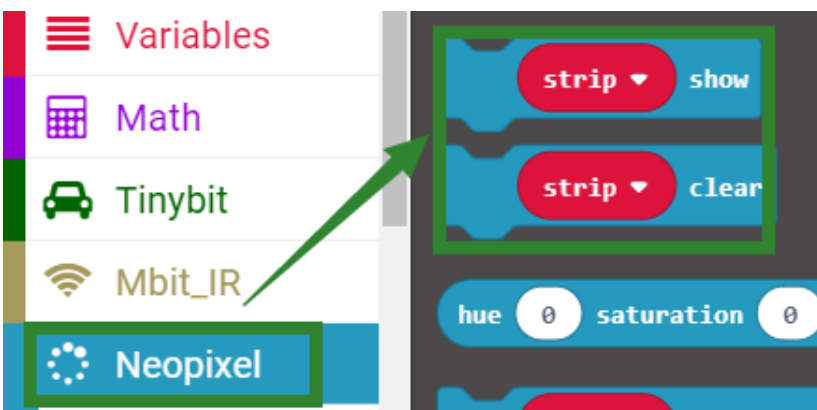 Variables
Math
Tinybit
Mbit_IR
Neopixel
strip show
strip clear
hue 0 saturation 0